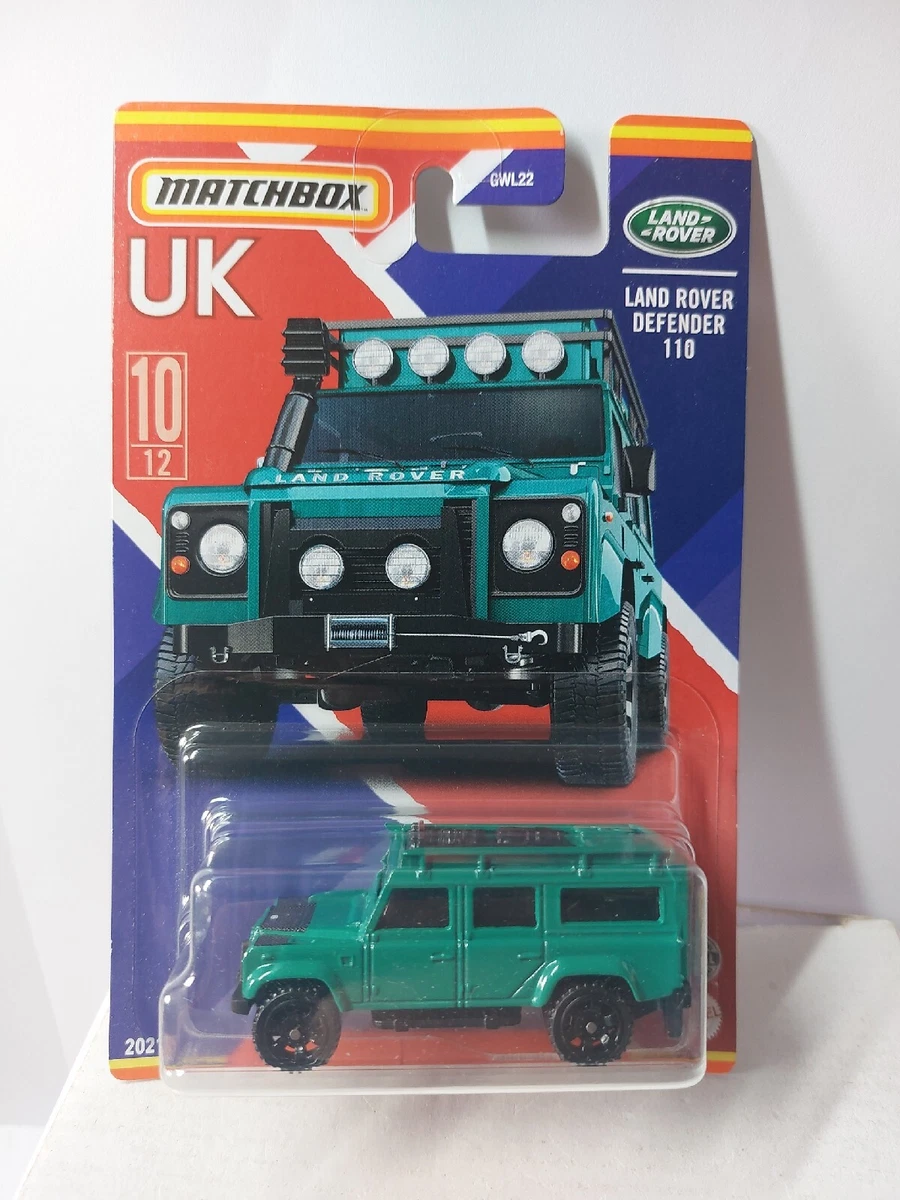 MATCHBOX
GWL22
UK
LAND-
-ROVER
LAND ROVER
DEFENDER
110
10
12
LAND ROVER
2021